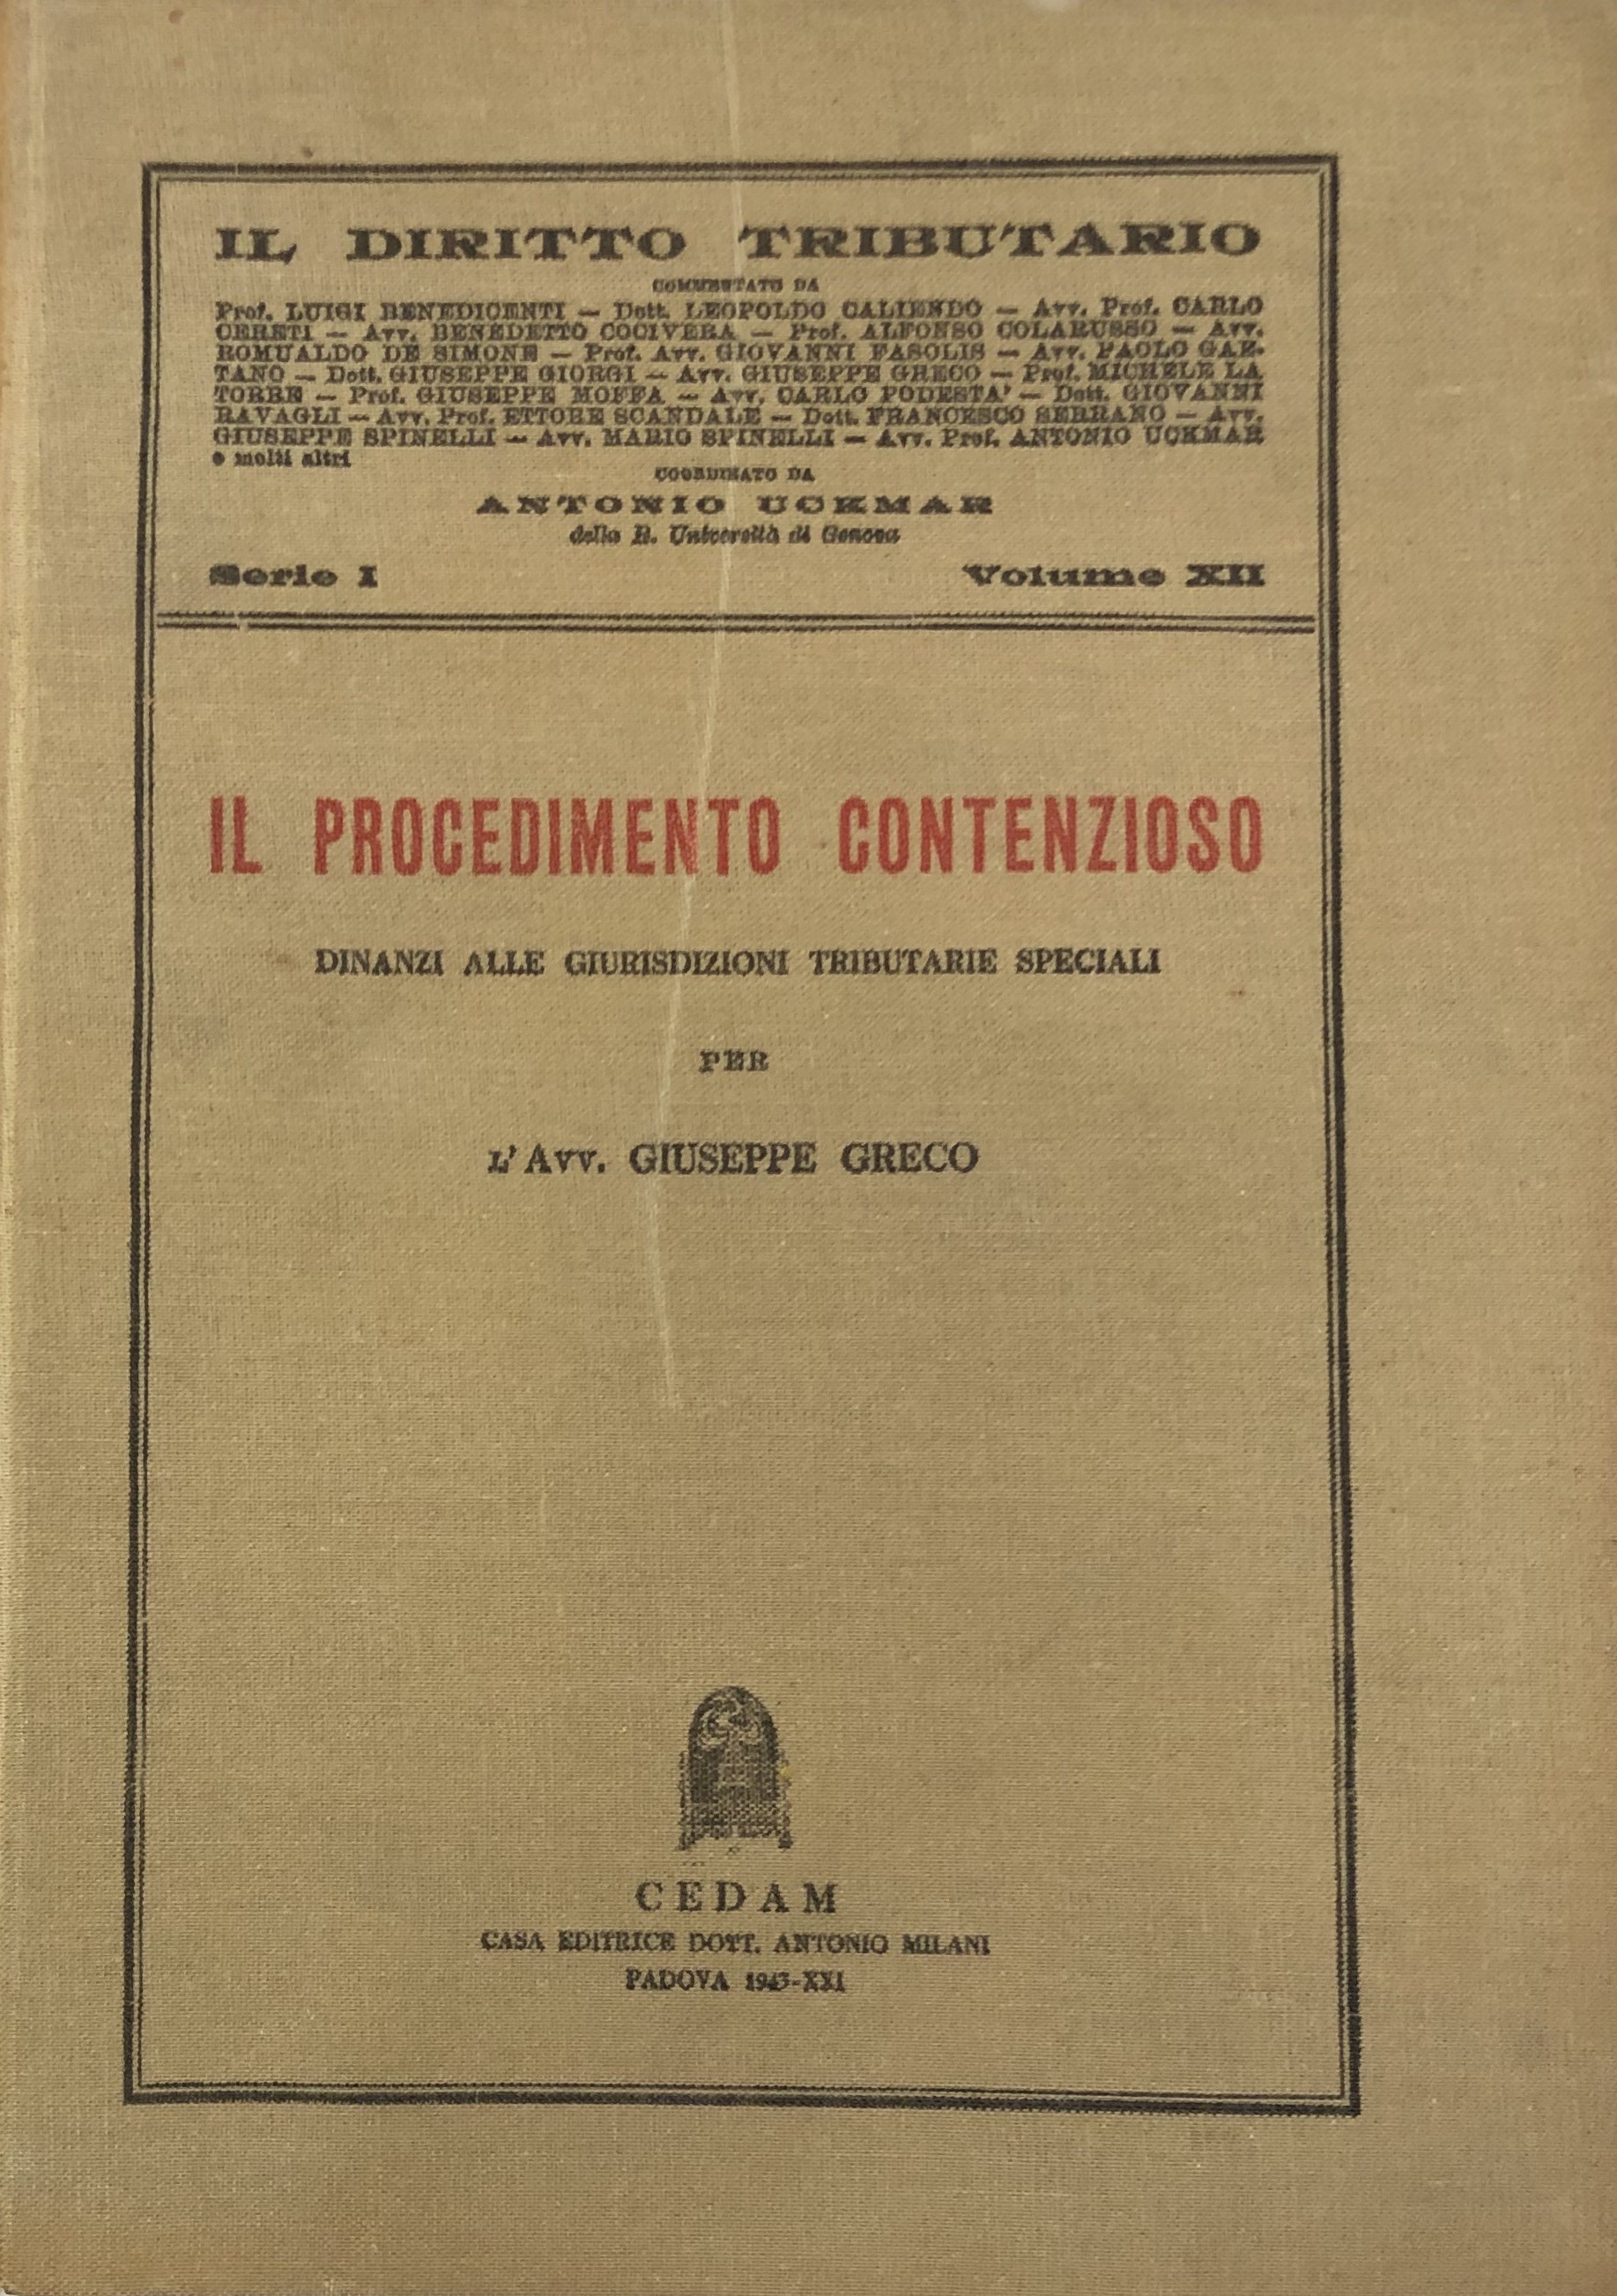 IL DIRITTO TRIBUTARIO
COMMENTATO DA
Prof. LUIGI BENEDICENTI — Dott. LEOPOLDO CALIENDO — Avv. Prof. CARLO
CERETI — Avv. BENEDETTO COCIVERA — Prof. ALFONSO COLARUSSO — Avv.
ROMUALDO DE SIMONE — Prof. Avv. GIOVANNI FASOLIS — Avv. PAOLO GAE-
TANO — Dott. GIUSEPPE GIORGI — Avv. GIUSEPPE GRECO — Prof. MICHELE LA
TORRE — Prof. GIUSEPPE MOFFA — Avv. CARLO PODESTA' — Dott. GIOVANNI
RAVAGLI — Avv. Prof. ETTORE SCANDALE — Dott. FRANCESCO SERRANO — Avv.
GIUSEPPE SPINELLI — Avv. MARIO SPINELLI — Avv. Prof. ANTONIO UCKMAR
e molti altri
COORDINATO DA
ANTONIO UCKMAR
della R. Università di Genova
Serie I Volume XII
IL PROCEDIMENTO CONTENZIOSO
DINANZI ALLE GIURISDIZIONI TRIBUTARIE SPECIALI
PER
L'AVV. GIUSEPPE GRECO
CEDAM
CASA EDITRICE DOTT. ANTONIO MILANI
PADOVA 1943-XXI